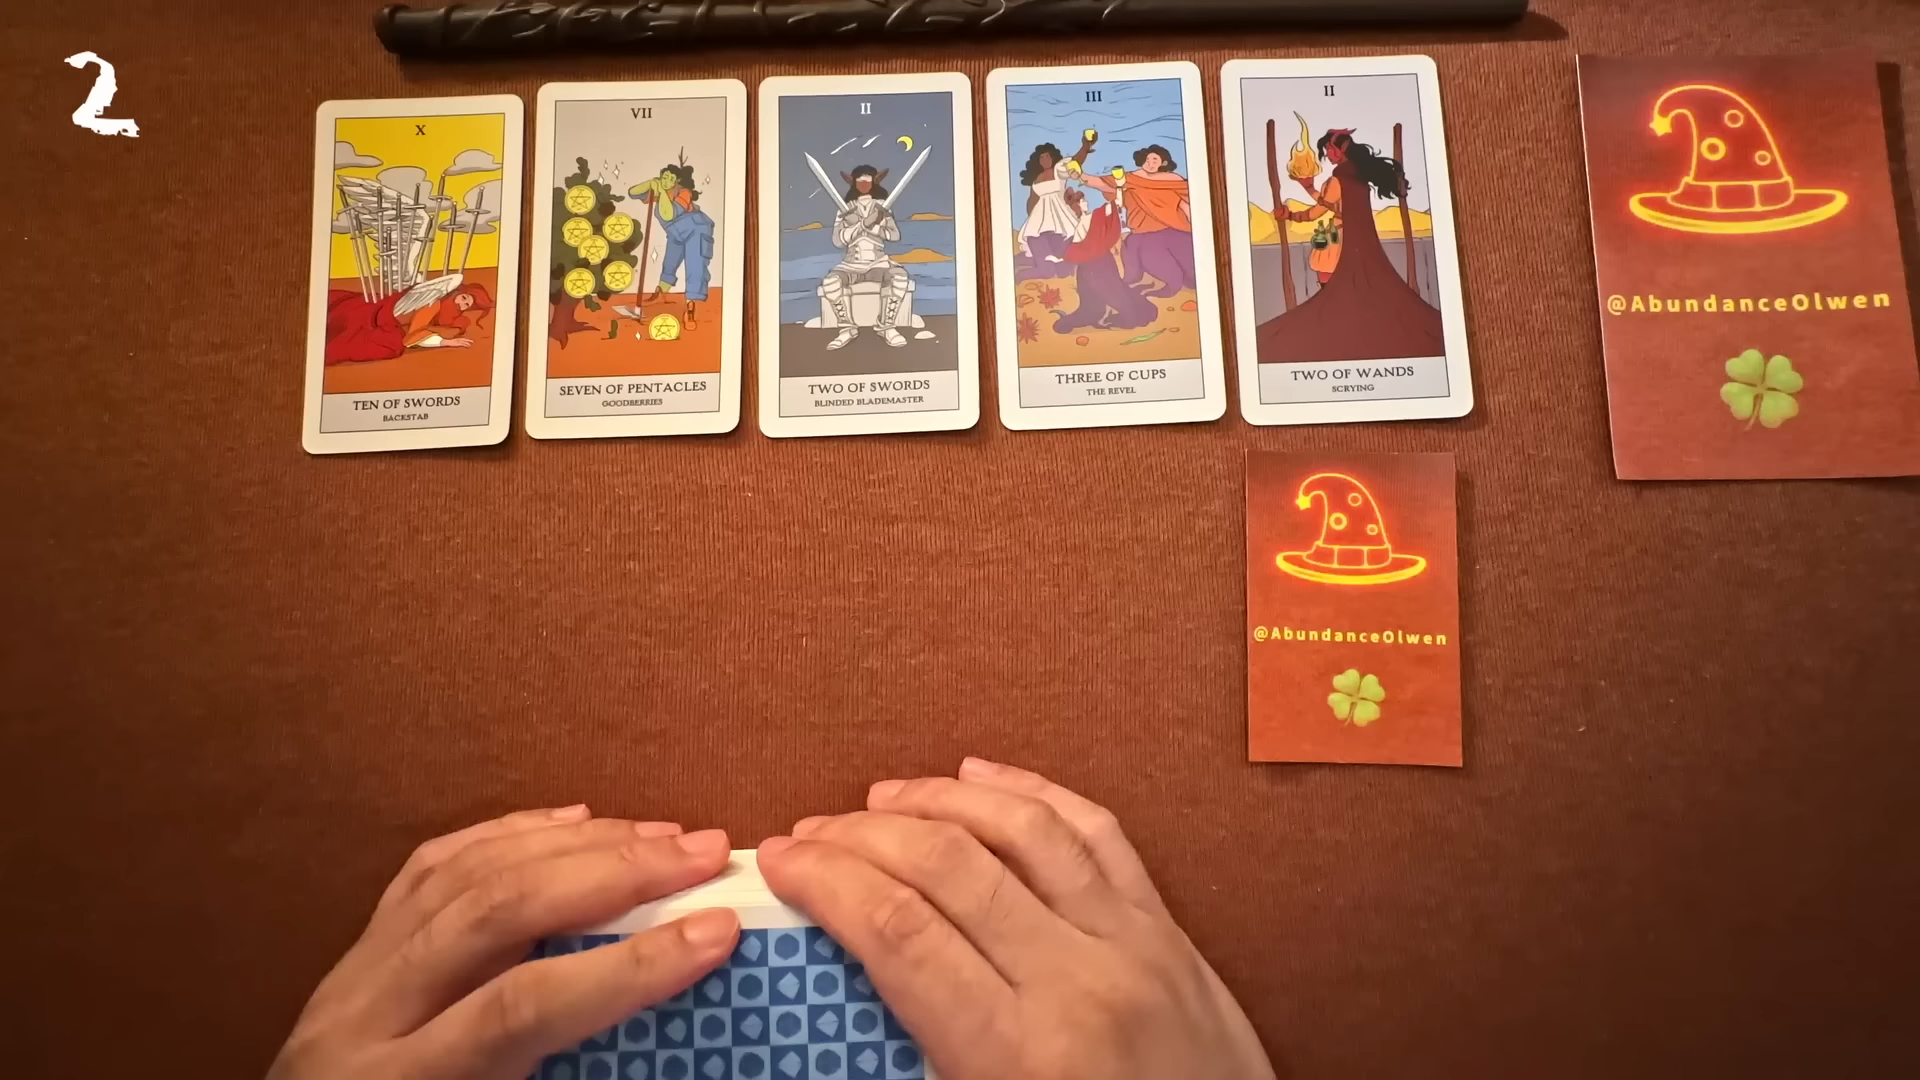 2
X
TEN OF SWORDS
BACKSTAB
VII
SEVEN OF PENTACLES
GOODBERRIES
II
TWO OF SWORDS
BLINDED BLADEMASTER
III
THREE OF CUPS
THE REVEL
II
TWO OF WANDS
SCRYING
@AbundanceOlwen
@AbundanceOlwen